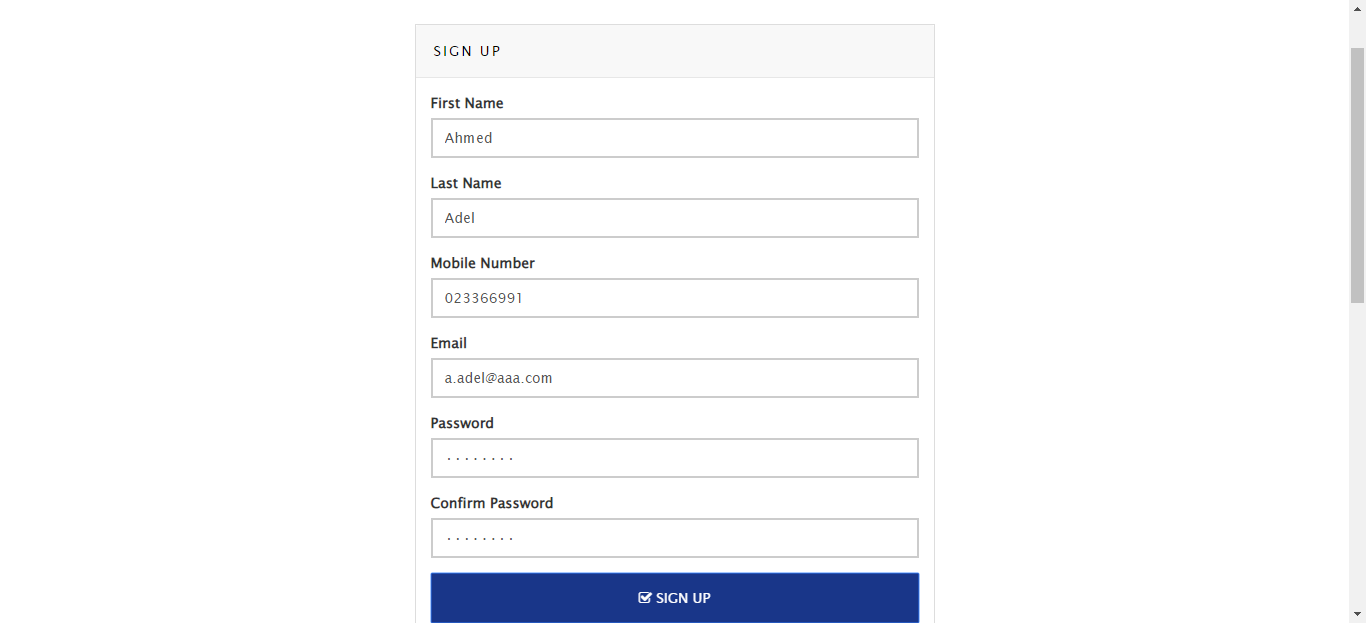 SIGN UP
First Name
Ahmed
Last Name
Adel
Mobile Number
023366991
Email
a.adel@aaa.com
Password
········
Confirm Password
········
SIGN UP